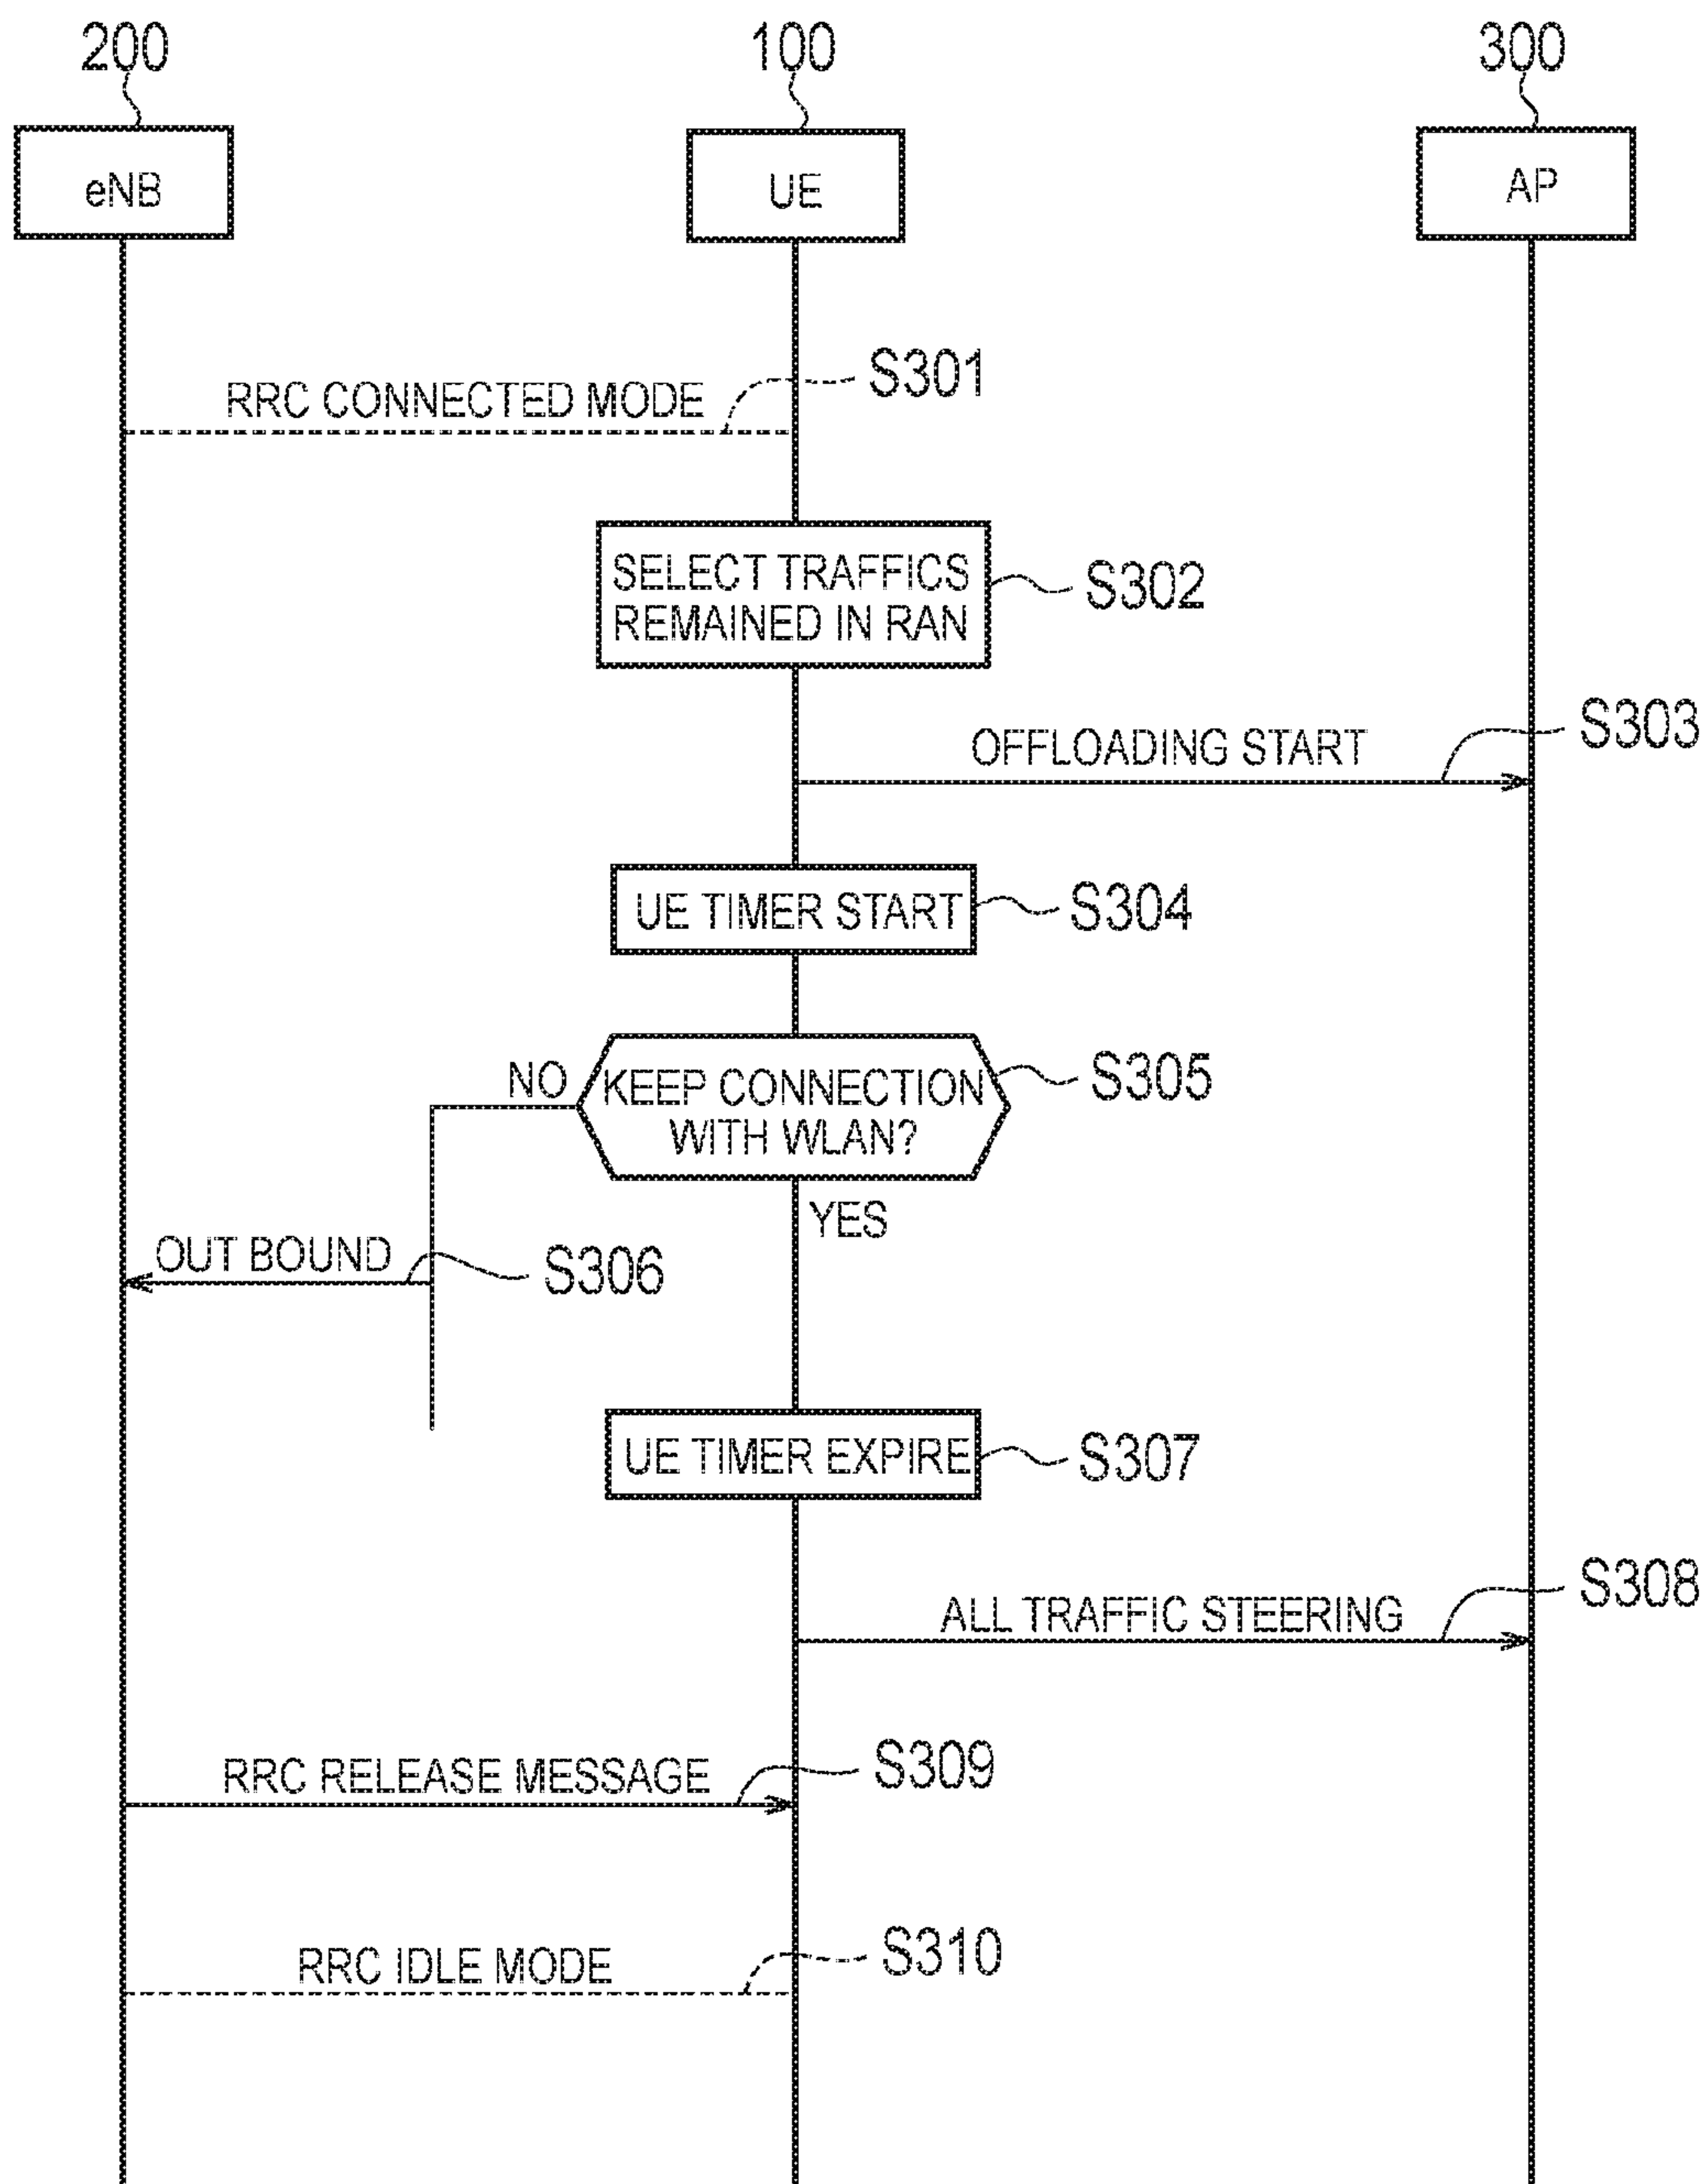 200
100
300
eNB
UE
AP
S301
RRC CONNECTED MODE
SELECT TRAFFICS
REMAINED IN RAN
S302
S303
OFFLOADING START
UE TIMER START
S304
NO
KEEP CONNECTION
WITH WLAN?
S305
YES
OUT BOUND
S306
UE TIMER EXPIRE
S307
S308
ALL TRAFFIC STEERING
RRC RELEASE MESSAGE
S309
RRC IDLE MODE
S310